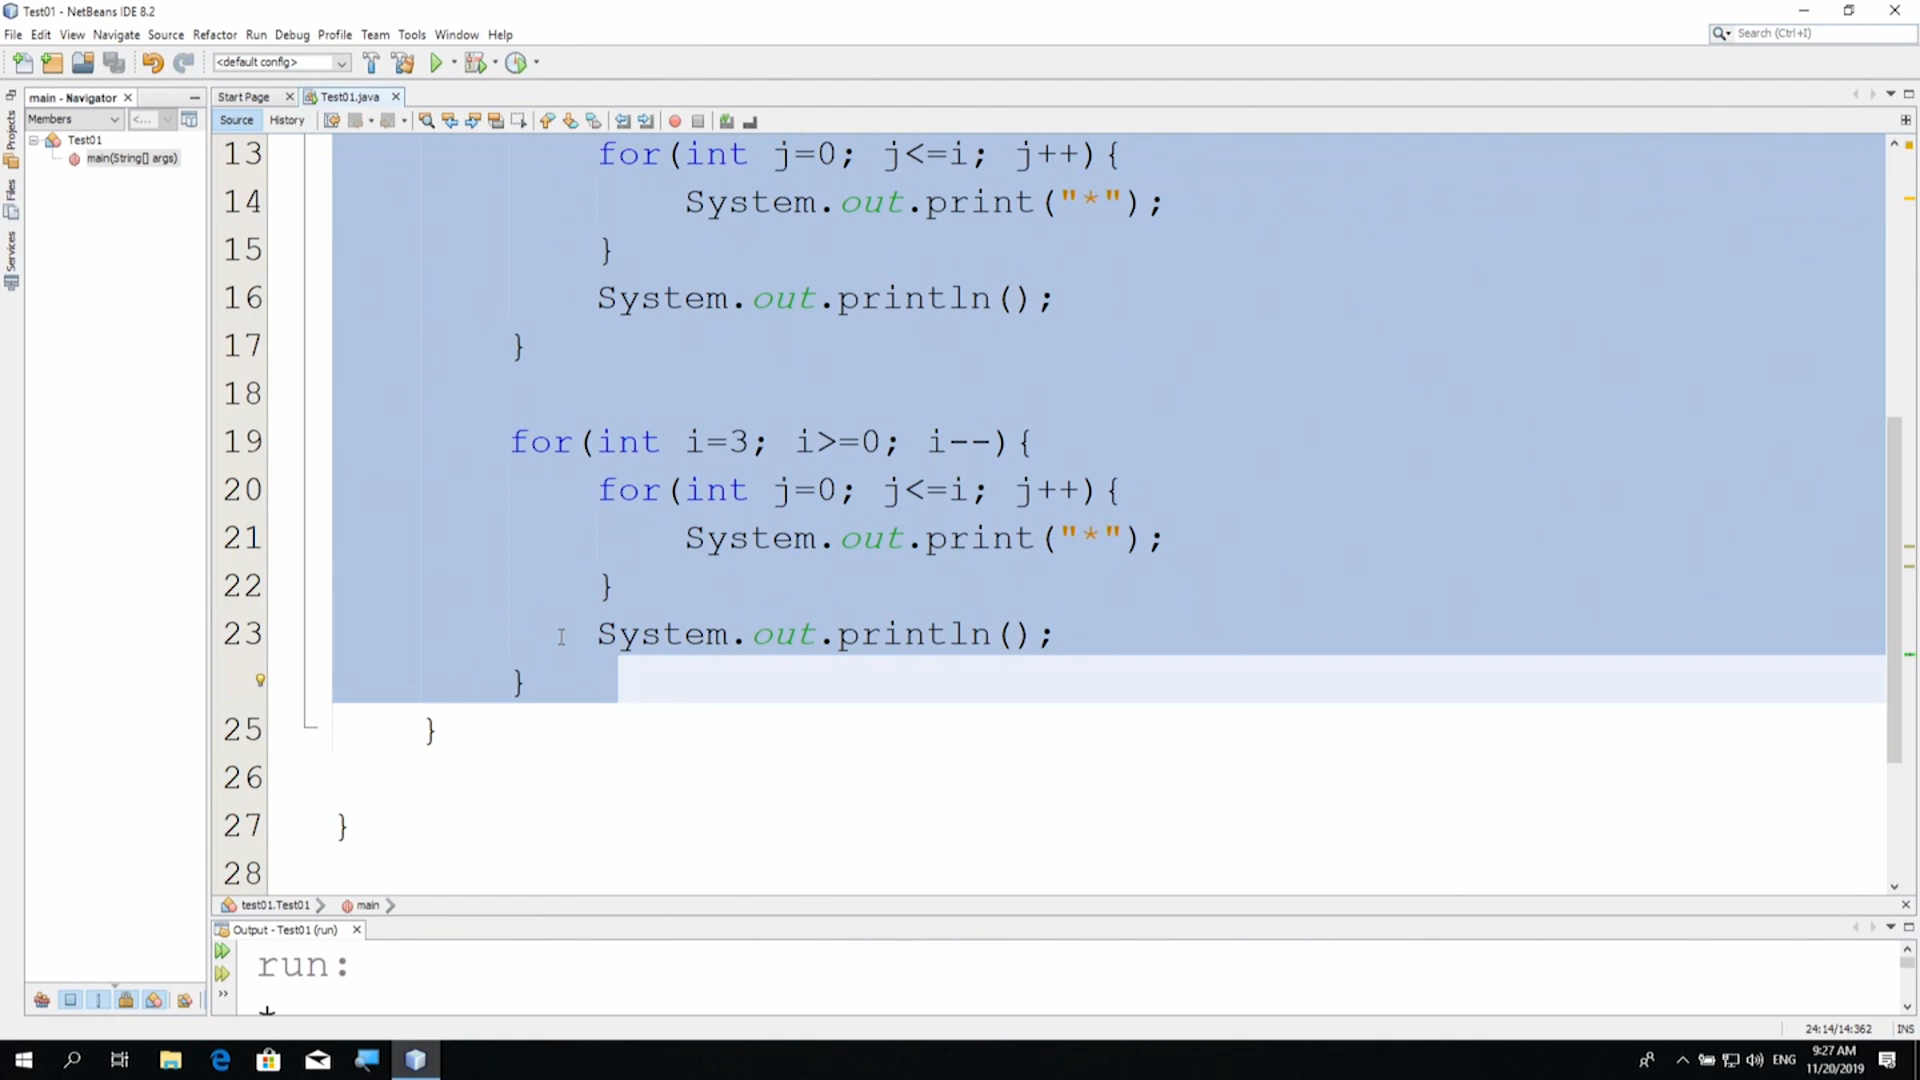 Test01 - NetBeans IDE 8.2
File Edit View Navigate Source Refactor Run Debug Profile Team Tools Window Help
Search (Ctrl+I)
<default config>
main - Navigator
Start Page
Test01.java
Members
<...
Source
History
Projects
Files
Services
Test01
main(String[] args)
13 for(int j=0; j<=i; j++){
14 System.out.print("*");
15 }
16 System.out.println();
17 }
18
19 for(int i=3; i>=0; i--){
20 for(int j=0; j<=i; j++){
21 System.out.print("*");
22 }
23 System.out.println();
}
25 }
26
27 }
28
test01.Test01
main
Output - Test01 (run)
run:
*
24:14/14:362
INS
ENG
9:27 AM
11/20/2019